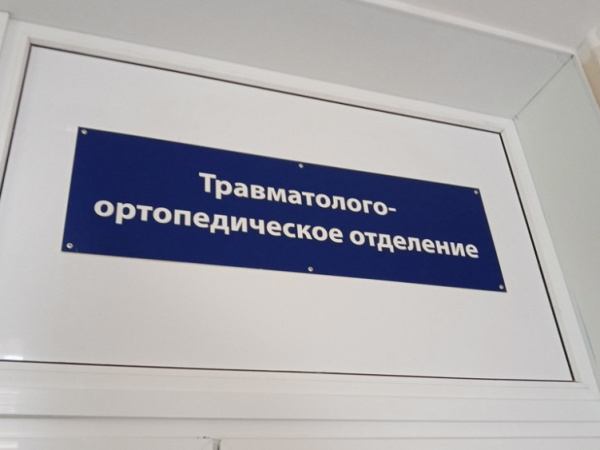 Травматолого-
ортопедическое отделение